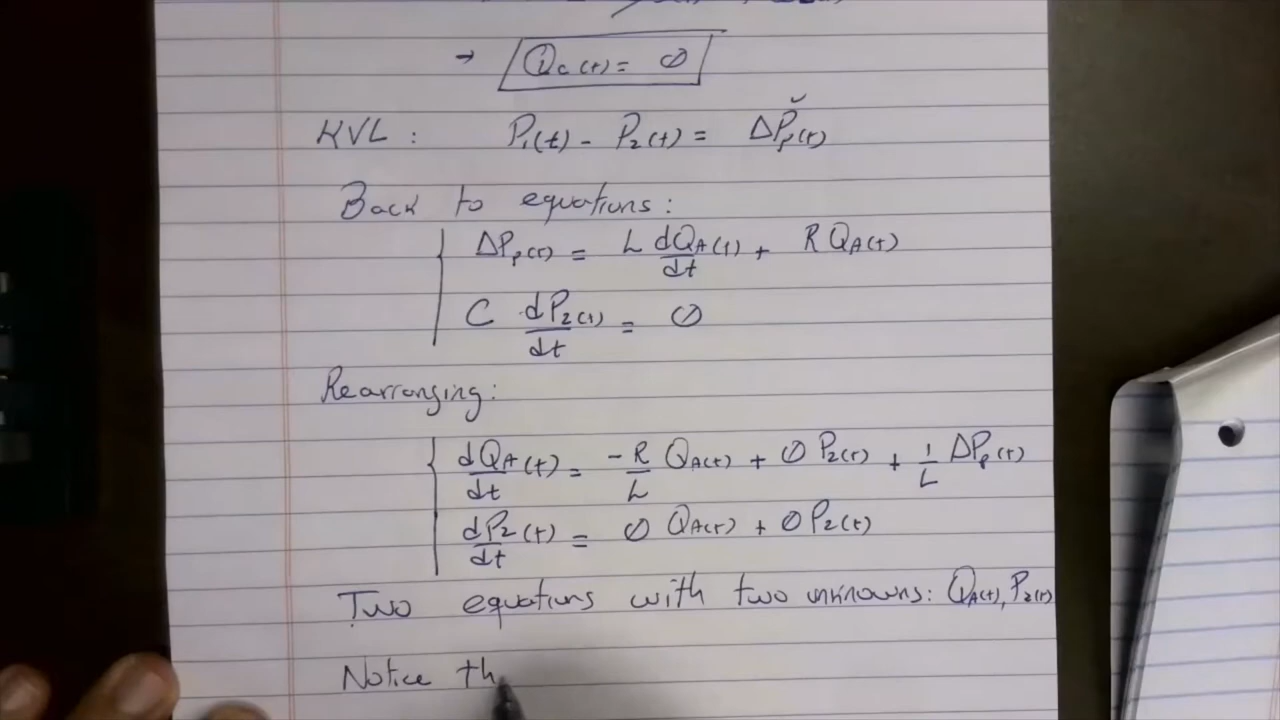 → Qc(t) = 0
KVL : P₁(t) - P₂(t) = ΔPₚ(t)
Back to equations:
ΔPₚ(t) = L dQA(t)/dt + R QA(t)
C dP₂(t)/dt = 0
Rearranging:
dQA(t)/dt = -R/L QA(t) + 0 P₂(t) + 1/L ΔPₚ(t)
dP₂(t)/dt = 0 QA(t) + 0 P₂(t)
Two equations with two unknowns: QA(t), P₂(t)
Notice th